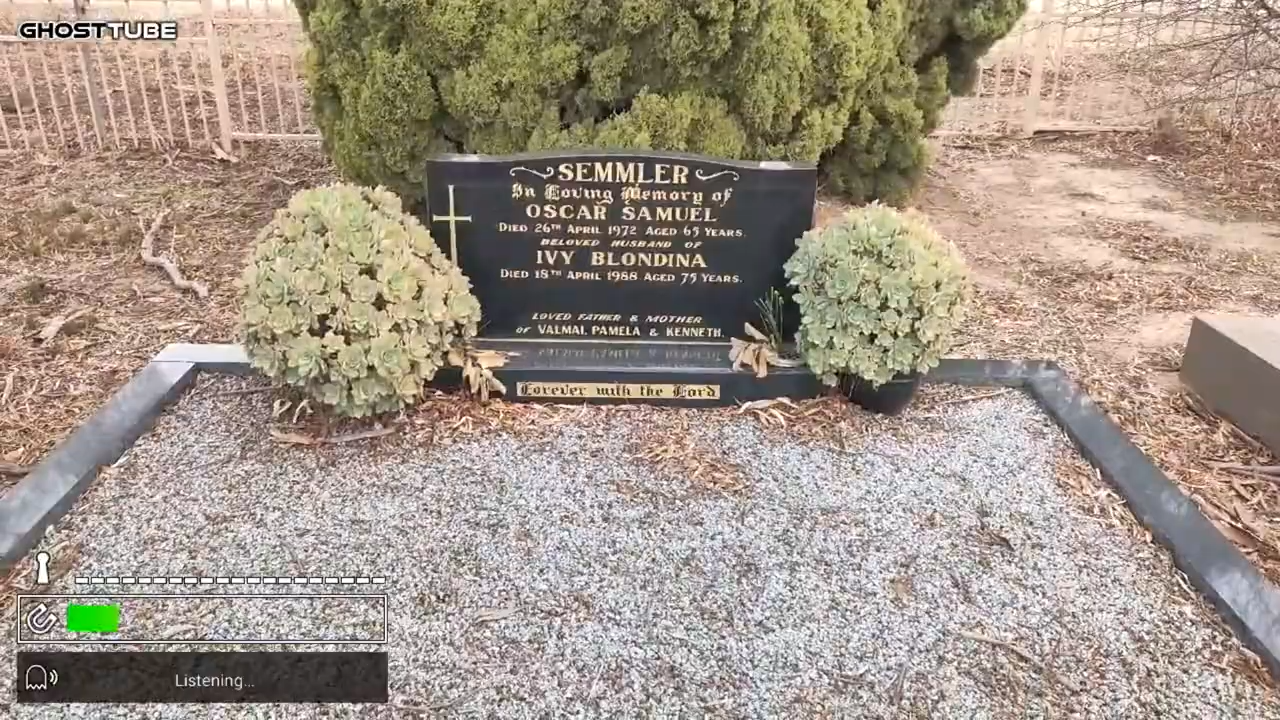 GHOSTTUBE
SEMMLER
In Loving Memory of
OSCAR SAMUEL
DIED 26TH APRIL 1972 AGED 65 YEARS.
BELOVED HUSBAND OF
IVY BLONDINA
DIED 18TH APRIL 1988 AGED 75 YEARS.
LOVED FATHER & MOTHER
OF VALMAI, PAMELA & KENNETH.
Forever with the Lord
Listening...